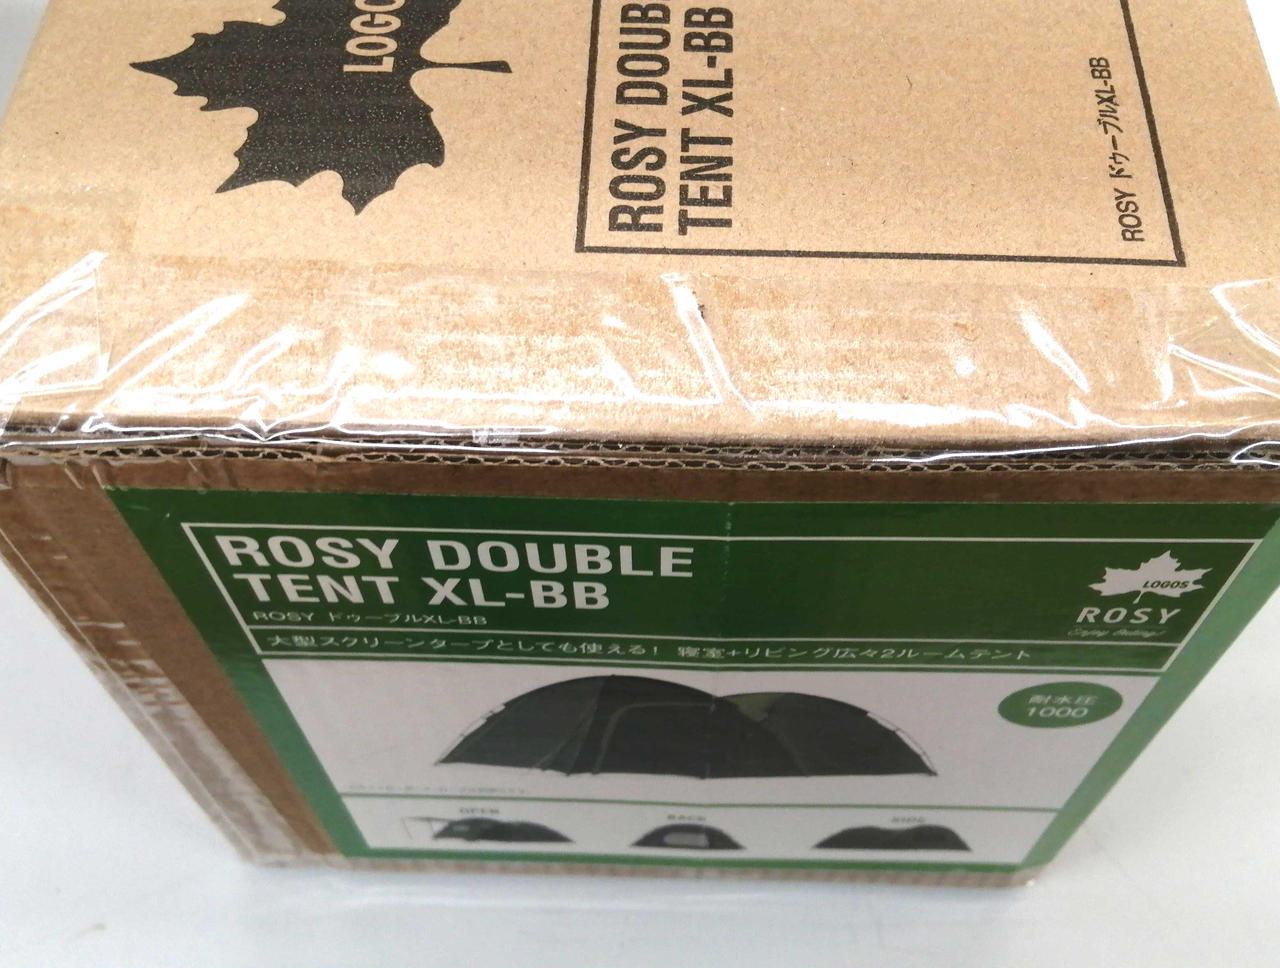 LOGO
ROSY DOUB
TENT XL-BB
ROSY ドゥーブルXL-BB
ROSY DOUBLE
TENT XL-BB
ROSY ドゥーブルXL-BB
大型スクリーンタープとしても使える! 寝室+リビング広々2ルームテント
LOGOS
ROSY
耐水圧
1000
OPEN
BACK
SIDE